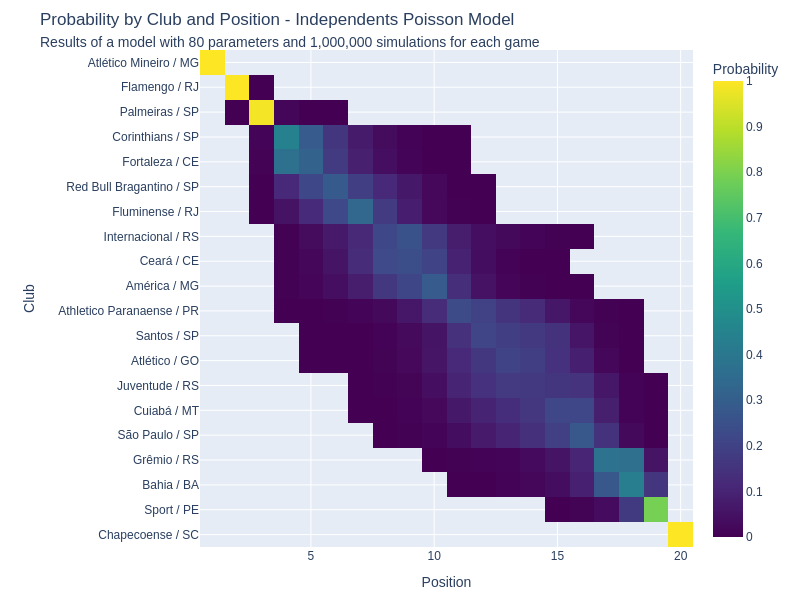 Probability by Club and Position - Independents Poisson Model
Results of a model with 80 parameters and 1,000,000 simulations for each game
Atlético Mineiro / MG
Flamengo / RJ
Palmeiras / SP
Corinthians / SP
Fortaleza / CE
Red Bull Bragantino / SP
Fluminense / RJ
Internacional / RS
Ceará / CE
América / MG
Athletico Paranaense / PR
Santos / SP
Atlético / GO
Juventude / RS
Cuiabá / MT
São Paulo / SP
Grêmio / RS
Bahia / BA
Sport / PE
Chapecoense / SC
Club
5
10
15
20
Position
Probability
1
0.9
0.8
0.7
0.6
0.5
0.4
0.3
0.2
0.1
0